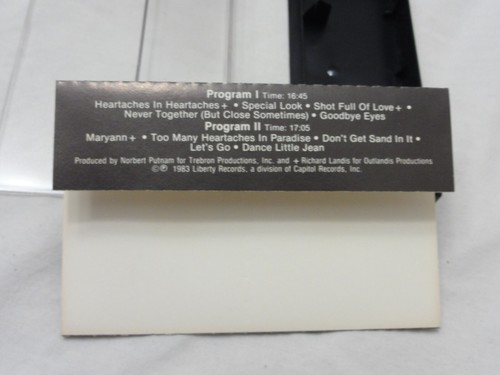 Program I Time: 16:45
Heartaches In Heartaches + • Special Look • Shot Full Of Love + •
Never Together (But Close Sometimes) • Goodbye Eyes
Program II Time: 17:05
Maryann + • Too Many Heartaches In Paradise • Don't Get Sand In It •
Let's Go • Dance Little Jean
Produced by Norbert Putnam for Trebron Productions, Inc. and + Richard Landis for Outlandis Productions
©℗ 1983 Liberty Records, a division of Capitol Records, Inc.